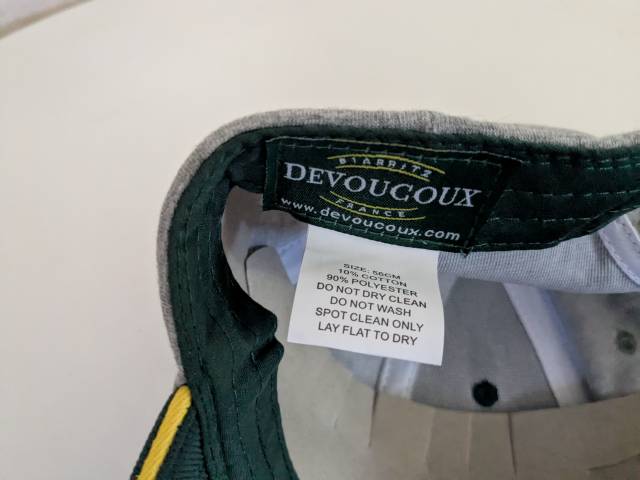 BIARRITZ
DEVOUCOUX
FRANCE
www.devoucoux.com
SIZE: 56CM
10% COTTON
90% POLYESTER
DO NOT DRY CLEAN
DO NOT WASH
SPOT CLEAN ONLY
LAY FLAT TO DRY